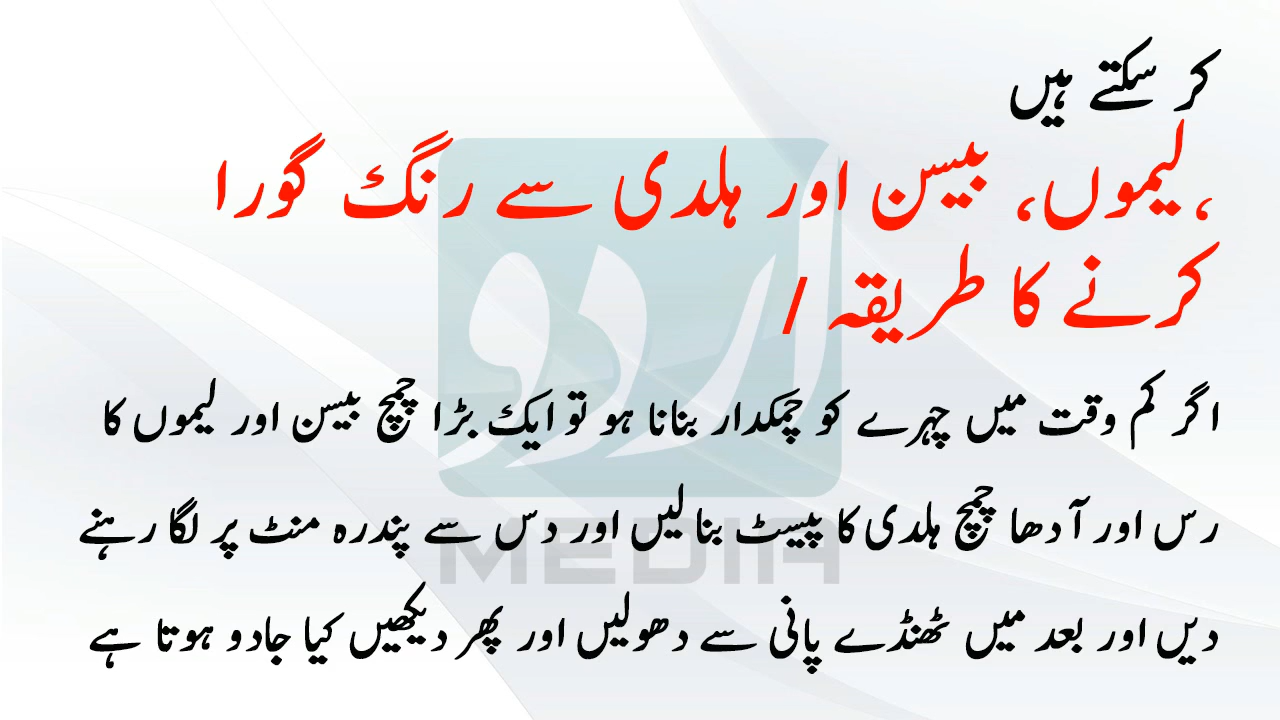 کر سکتے ہیں
،لیموں، بیسن اور ہلدی سے رنگ گورا
کرنے کا طریقہ /
اگر کم وقت میں چہرے کو چمکدار بنانا ہو تو ایک بڑا چمچ بیسن اور لیموں کا
رس اور آدھا چمچ ہلدی کا پیسٹ بنالیں اور دس سے پندرہ منٹ پر لگا رہنے
دیں اور بعد میں ٹھنڈے پانی سے دھولیں اور پھر دیکھیں کیا جادو ہوتا ہے
اردو
MEDIA